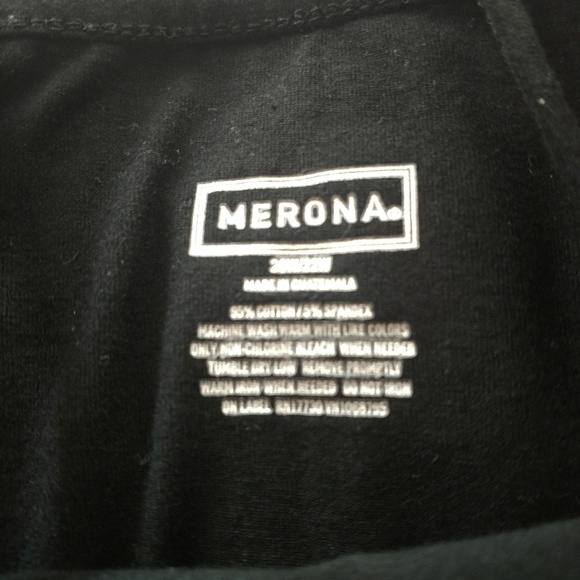 MERONA®
MADE IN GUATEMALA
95% COTTON/5% SPANDEX
MACHINE WASH WARM WITH LIKE COLORS
ONLY NON-CHLORINE BLEACH WHEN NEEDED
TUMBLE DRY LOW REMOVE PROMPTLY
WARM IRON WHEN NEEDED DO NOT IRON
ON LABEL